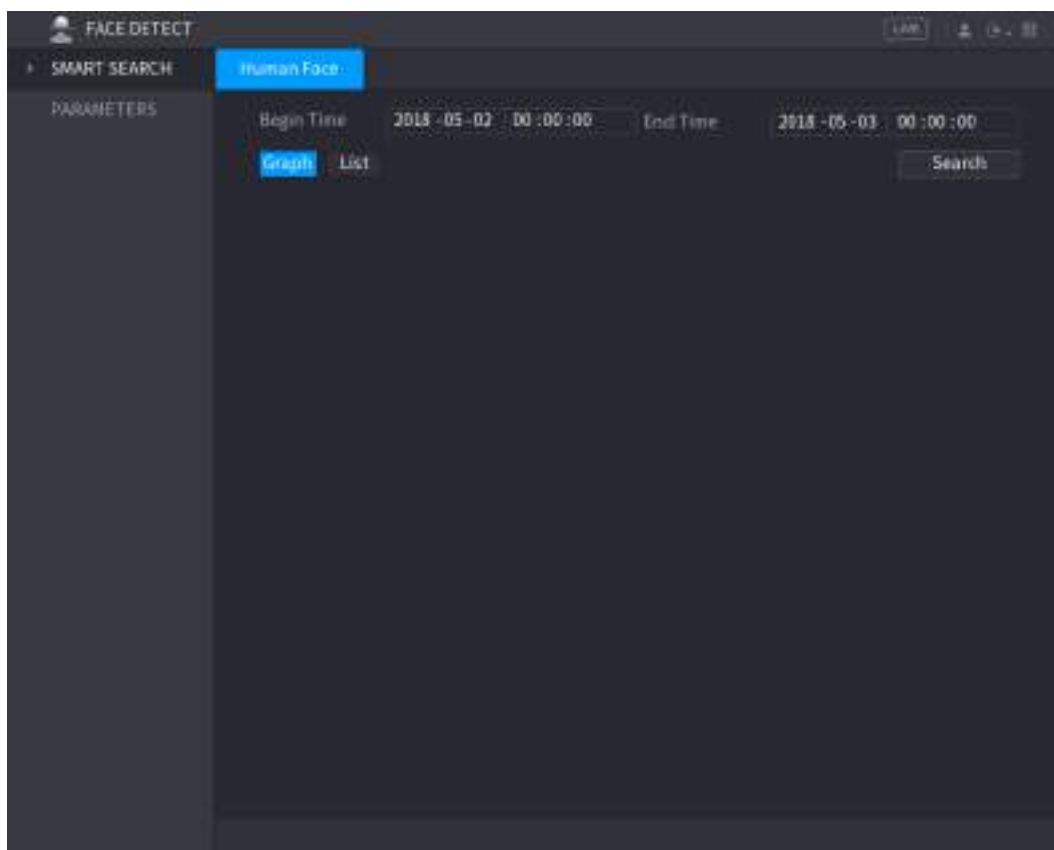 FACE DETECT LIVE
SMART SEARCH Human Face
PARAMETERS
Begin Time 2018 -05 -02 00 :00 :00 End Time 2018 -05 -03 00 :00 :00
Graph List Search